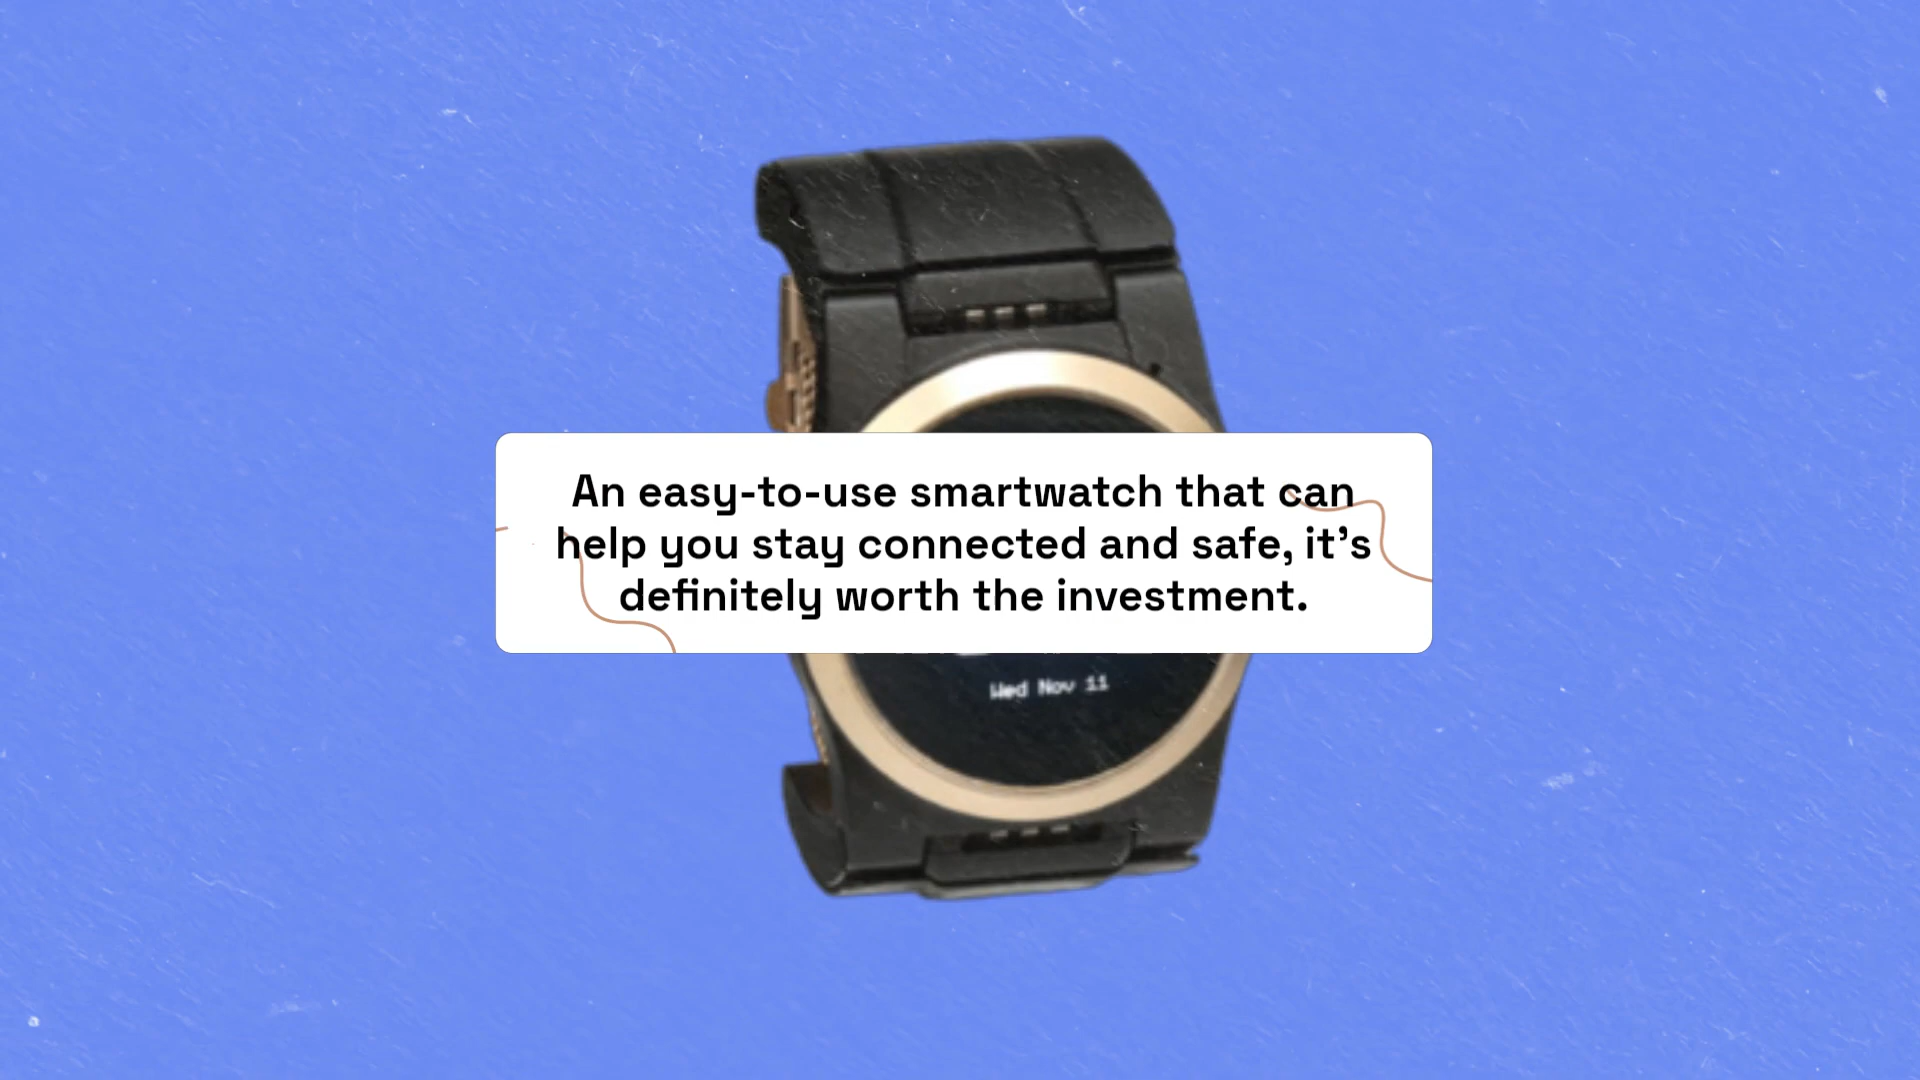 An easy-to-use smartwatch that can
help you stay connected and safe, it's
definitely worth the investment.
Wed Nov 11